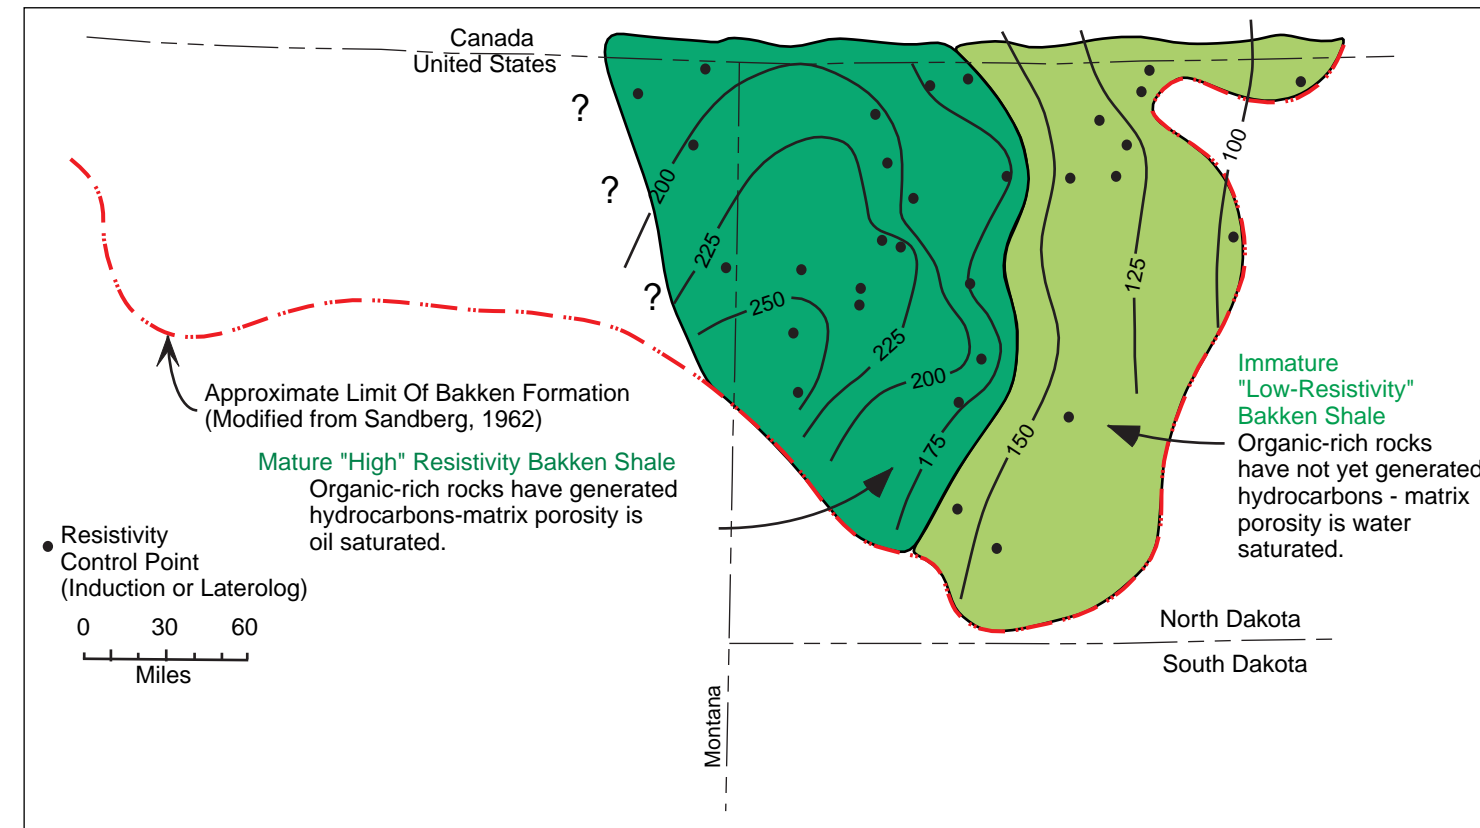 Canada
United States
?
?
?
200
225
250
225
200
175
150
125
100
Approximate Limit Of Bakken Formation
(Modified from Sandberg, 1962)
Mature "High" Resistivity Bakken Shale
Organic-rich rocks have generated
hydrocarbons-matrix porosity is
oil saturated.
Immature
"Low-Resistivity"
Bakken Shale
Organic-rich rocks
have not yet generated
hydrocarbons - matrix
porosity is water
saturated.
Resistivity
Control Point
(Induction or Laterolog)
0 30 60
Miles
North Dakota
South Dakota
Montana